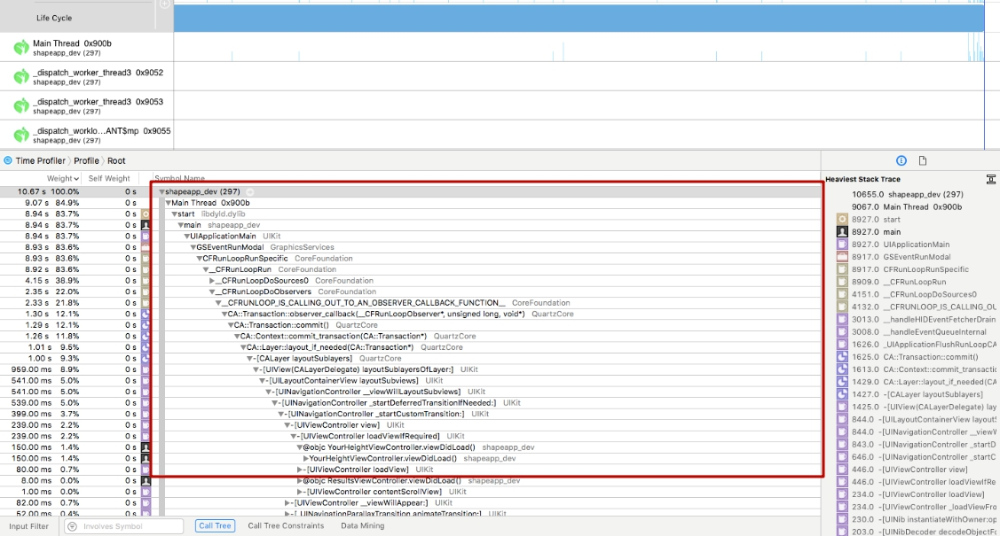 Life Cycle
Main Thread 0x900b
shapeapp_dev (297)
_dispatch_worker_thread3 0x9052
shapeapp_dev (297)
_dispatch_worker_thread3 0x9053
shapeapp_dev (297)
_dispatch_worklo…ANT$mp 0x9055
shapeapp_dev (297)
Time Profiler Profile Root
Weight Self Weight Symbol Name
10.67 s 100.0% 0 s shapeapp_dev (297)
9.07 s 84.9% 0 s Main Thread 0x900b
8.94 s 83.7% 0 s start libdyld.dylib
8.94 s 83.7% 0 s main shapeapp_dev
8.94 s 83.7% 0 s UIApplicationMain UIKit
8.93 s 83.6% 0 s GSEventRunModal GraphicsServices
8.93 s 83.6% 0 s CFRunLoopRunSpecific CoreFoundation
8.92 s 83.6% 0 s __CFRunLoopRun CoreFoundation
4.15 s 38.9% 0 s __CFRunLoopDoSources0 CoreFoundation
2.35 s 22.0% 0 s __CFRunLoopDoObservers CoreFoundation
2.33 s 21.8% 0 s __CFRUNLOOP_IS_CALLING_OUT_TO_AN_OBSERVER_CALLBACK_FUNCTION__ CoreFoundation
1.30 s 12.1% 0 s CA::Transaction::observer_callback(__CFRunLoopObserver*, unsigned long, void*) QuartzCore
1.29 s 12.1% 0 s CA::Transaction::commit() QuartzCore
1.26 s 11.8% 0 s CA::Context::commit_transaction(CA::Transaction*) QuartzCore
1.01 s 9.5% 0 s CA::Layer::layout_if_needed(CA::Transaction*) QuartzCore
1.00 s 9.3% 0 s -[CALayer layoutSublayers] QuartzCore
959.00 ms 8.9% 0 s -[UIView(CALayerDelegate) layoutSublayersOfLayer:] UIKit
541.00 ms 5.0% 0 s -[UILayoutContainerView layoutSubviews] UIKit
541.00 ms 5.0% 0 s -[UINavigationController __viewWillLayoutSubviews] UIKit
539.00 ms 5.0% 0 s -[UINavigationController _startDeferredTransitionIfNeeded:] UIKit
399.00 ms 3.7% 0 s -[UINavigationController _startCustomTransition:] UIKit
239.00 ms 2.2% 0 s -[UIViewController view] UIKit
239.00 ms 2.2% 0 s -[UIViewController loadViewIfRequired] UIKit
150.00 ms 1.4% 0 s @objc YourHeightViewController.viewDidLoad() shapeapp_dev
150.00 ms 1.4% 0 s YourHeightViewController.viewDidLoad() shapeapp_dev
80.00 ms 0.7% 0 s -[UIViewController loadView] UIKit
8.00 ms 0.0% 0 s @objc ResultsViewController.viewDidLoad() shapeapp_dev
1.00 ms 0.0% 0 s -[UIViewController contentScrollView] UIKit
82.00 ms 0.7% 0 s -[UIViewController __viewWillAppear:] UIKit
52.00 ms 0.4% 0 s -[_UINavigationParallaxTransition animateTransition:] UIKit
Input Filter Involves Symbol Call Tree Call Tree Constraints Data Mining
Heaviest Stack Trace
10655.0 shapeapp_dev (297)
9067.0 Main Thread 0x900b
8927.0 start
8927.0 main
8927.0 UIApplicationMain
8917.0 GSEventRunModal
8917.0 CFRunLoopRunSpecific
8909.0 __CFRunLoopRun
4151.0 __CFRunLoopDoSources0
4132.0 __CFRUNLOOP_IS_CALLING_OU
3013.0 __handleHIDEventFetcherDrain
3008.0 __handleEventQueueInternal
1626.0 _UIApplicationFlushRunLoopCA
1625.0 CA::Transaction::commit()
1613.0 CA::Context::commit_transactio
1429.0 CA::Layer::layout_if_needed(CA
1427.0 -[CALayer layoutSublayers]
1425.0 -[UIView(CALayerDelegate) layo
844.0 -[UILayoutContainerView layouts
844.0 -[UINavigationController __viewW
843.0 -[UINavigationController _startD
646.0 -[UINavigationController _startC
446.0 -[UIViewController view]
446.0 -[UIViewController loadViewIfRe
234.0 -[UIViewController loadView]
234.0 -[UIViewController _loadViewFro
230.0 -[UINib instantiateWithOwner:op
203.0 -[UINibDecoder decodeObjectFo